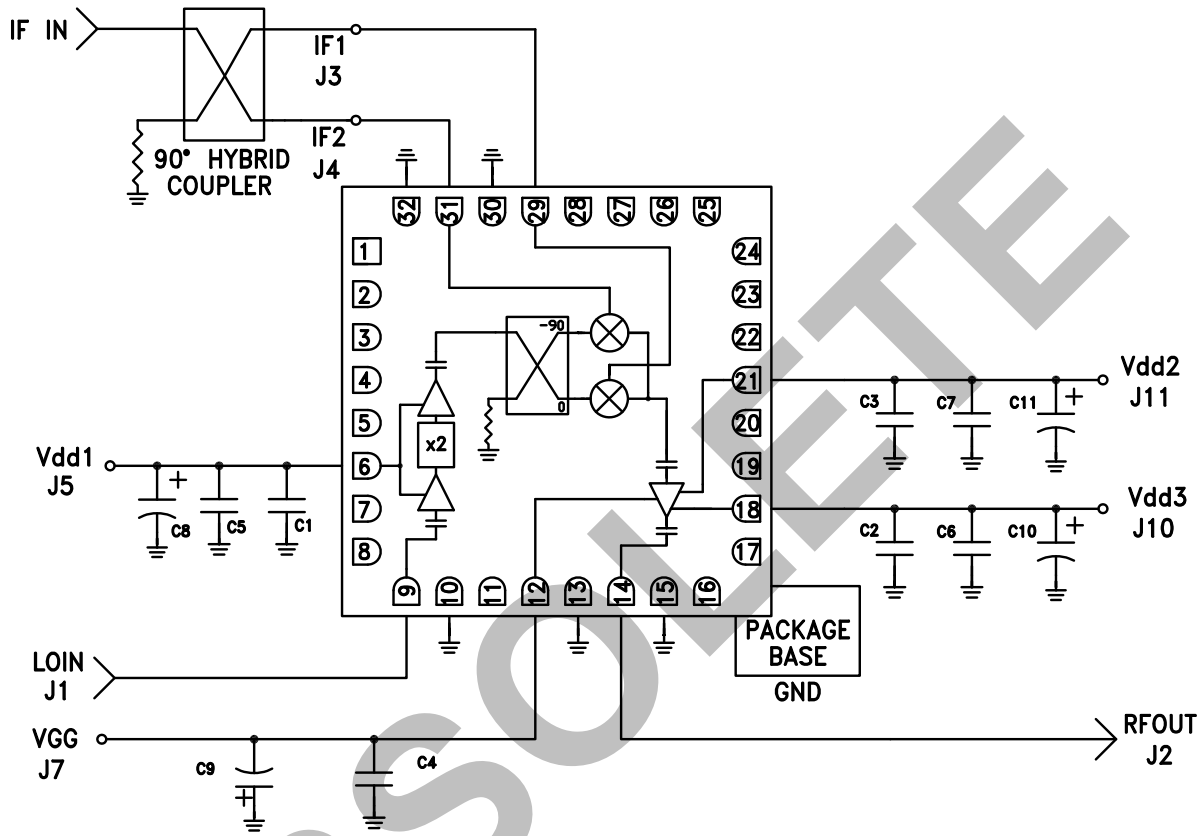 IF IN
IF1
J3
IF2
J4
90° HYBRID
COUPLER
32
31
30
29
28
27
26
25
1
2
3
4
5
6
7
8
24
23
22
21
20
19
18
17
-90
0
x2
Vdd1
J5
C8
C5
C1
Vdd2
J11
C3
C7
C11
+
Vdd3
J10
C2
C6
C10
+
+
9
10
11
12
13
14
15
16
PACKAGE
BASE
GND
LOIN
J1
VGG
J7
C9
+
C4
RFOUT
J2
OBSOLETE